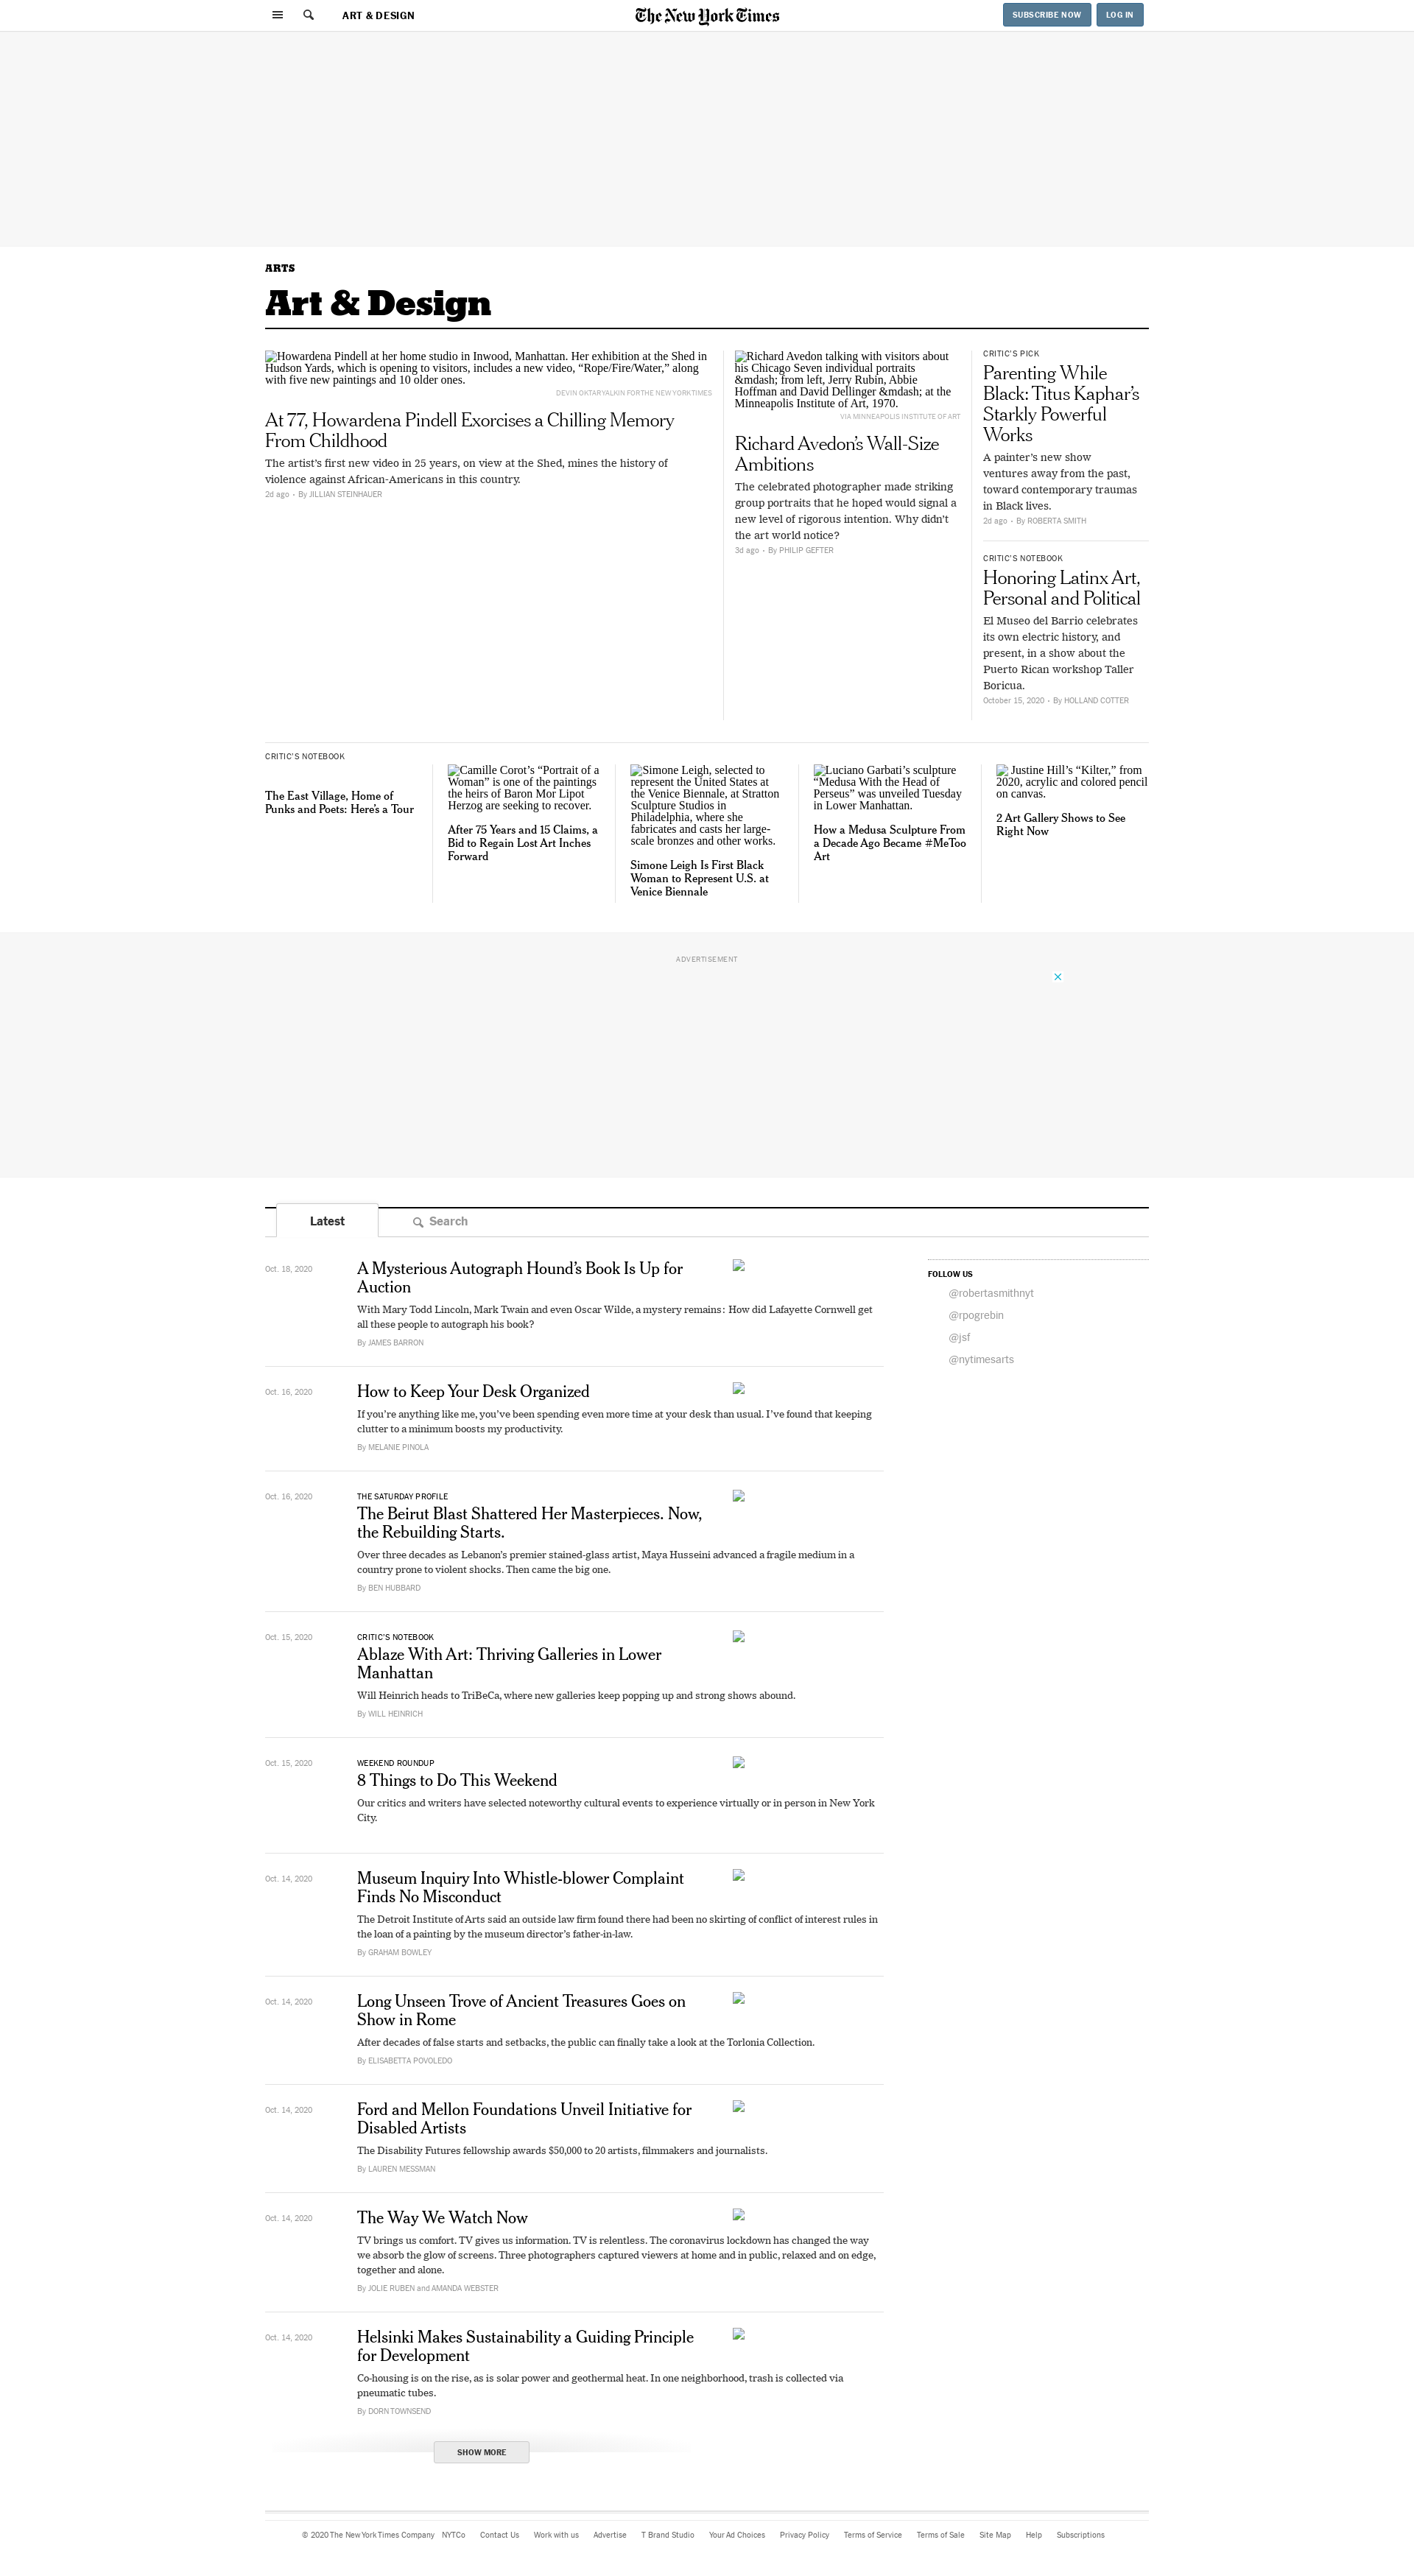 ART & DESIGN
The New York Times
SUBSCRIBE NOW
LOG IN
ARTS
Art & Design
Howardena Pindell at her home studio in Inwood, Manhattan. Her exhibition at the Shed in
Hudson Yards, which is opening to visitors, includes a new video, “Rope/Fire/Water,” along
with five new paintings and 10 older ones.
DEVIN OKTAR YALKIN FOR THE NEW YORK TIMES
At 77, Howardena Pindell Exorcises a Chilling Memory
From Childhood
The artist’s first new video in 25 years, on view at the Shed, mines the history of
violence against African-Americans in this country.
2d ago • By JILLIAN STEINHAUER
Richard Avedon talking with visitors about
his Chicago Seven individual portraits
&mdash; from left, Jerry Rubin, Abbie
Hoffman and David Dellinger &mdash; at the
Minneapolis Institute of Art, 1970.
VIA MINNEAPOLIS INSTITUTE OF ART
Richard Avedon’s Wall-Size
Ambitions
The celebrated photographer made striking
group portraits that he hoped would signal a
new level of rigorous intention. Why didn’t
the art world notice?
3d ago • By PHILIP GEFTER
CRITIC’S PICK
Parenting While
Black: Titus Kaphar’s
Starkly Powerful
Works
A painter’s new show
ventures away from the past,
toward contemporary traumas
in Black lives.
2d ago • By ROBERTA SMITH
CRITIC’S NOTEBOOK
Honoring Latinx Art,
Personal and Political
El Museo del Barrio celebrates
its own electric history, and
present, in a show about the
Puerto Rican workshop Taller
Boricua.
October 15, 2020 • By HOLLAND COTTER
CRITIC’S NOTEBOOK
The East Village, Home of
Punks and Poets: Here’s a Tour
Camille Corot’s “Portrait of a
Woman” is one of the paintings
the heirs of Baron Mor Lipot
Herzog are seeking to recover.
After 75 Years and 15 Claims, a
Bid to Regain Lost Art Inches
Forward
Simone Leigh, selected to
represent the United States at
the Venice Biennale, at Stratton
Sculpture Studios in
Philadelphia, where she
fabricates and casts her large-
scale bronzes and other works.
Simone Leigh Is First Black
Woman to Represent U.S. at
Venice Biennale
Luciano Garbati’s sculpture
“Medusa With the Head of
Perseus” was unveiled Tuesday
in Lower Manhattan.
How a Medusa Sculpture From
a Decade Ago Became #MeToo
Art
Justine Hill’s “Kilter,” from
2020, acrylic and colored pencil
on canvas.
2 Art Gallery Shows to See
Right Now
ADVERTISEMENT
Latest
Search
Oct. 18, 2020
A Mysterious Autograph Hound’s Book Is Up for
Auction
With Mary Todd Lincoln, Mark Twain and even Oscar Wilde, a mystery remains: How did Lafayette Cornwell get
all these people to autograph his book?
By JAMES BARRON
FOLLOW US
@robertasmithnyt
@rpogrebin
@jsf
@nytimesarts
Oct. 16, 2020
How to Keep Your Desk Organized
If you’re anything like me, you’ve been spending even more time at your desk than usual. I’ve found that keeping
clutter to a minimum boosts my productivity.
By MELANIE PINOLA
Oct. 16, 2020
THE SATURDAY PROFILE
The Beirut Blast Shattered Her Masterpieces. Now,
the Rebuilding Starts.
Over three decades as Lebanon’s premier stained-glass artist, Maya Husseini advanced a fragile medium in a
country prone to violent shocks. Then came the big one.
By BEN HUBBARD
Oct. 15, 2020
CRITIC’S NOTEBOOK
Ablaze With Art: Thriving Galleries in Lower
Manhattan
Will Heinrich heads to TriBeCa, where new galleries keep popping up and strong shows abound.
By WILL HEINRICH
Oct. 15, 2020
WEEKEND ROUNDUP
8 Things to Do This Weekend
Our critics and writers have selected noteworthy cultural events to experience virtually or in person in New York
City.
Oct. 14, 2020
Museum Inquiry Into Whistle-blower Complaint
Finds No Misconduct
The Detroit Institute of Arts said an outside law firm found there had been no skirting of conflict of interest rules in
the loan of a painting by the museum director’s father-in-law.
By GRAHAM BOWLEY
Oct. 14, 2020
Long Unseen Trove of Ancient Treasures Goes on
Show in Rome
After decades of false starts and setbacks, the public can finally take a look at the Torlonia Collection.
By ELISABETTA POVOLEDO
Oct. 14, 2020
Ford and Mellon Foundations Unveil Initiative for
Disabled Artists
The Disability Futures fellowship awards $50,000 to 20 artists, filmmakers and journalists.
By LAUREN MESSMAN
Oct. 14, 2020
The Way We Watch Now
TV brings us comfort. TV gives us information. TV is relentless. The coronavirus lockdown has changed the way
we absorb the glow of screens. Three photographers captured viewers at home and in public, relaxed and on edge,
together and alone.
By JOLIE RUBEN and AMANDA WEBSTER
Oct. 14, 2020
Helsinki Makes Sustainability a Guiding Principle
for Development
Co-housing is on the rise, as is solar power and geothermal heat. In one neighborhood, trash is collected via
pneumatic tubes.
By DORN TOWNSEND
SHOW MORE
© 2020 The New York Times Company NYTCo Contact Us Work with us Advertise T Brand Studio Your Ad Choices Privacy Policy Terms of Service Terms of Sale Site Map Help Subscriptions